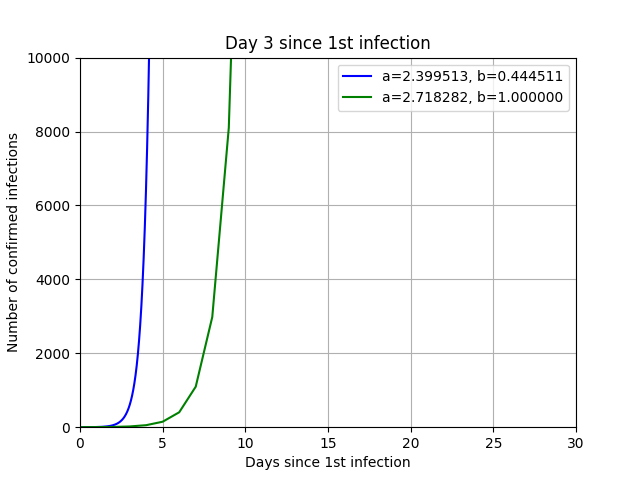 Day 3 since 1st infection
a=2.399513, b=0.444511
a=2.718282, b=1.000000
Number of confirmed infections
10000
8000
6000
4000
2000
0
0 5 10 15 20 25 30
Days since 1st infection